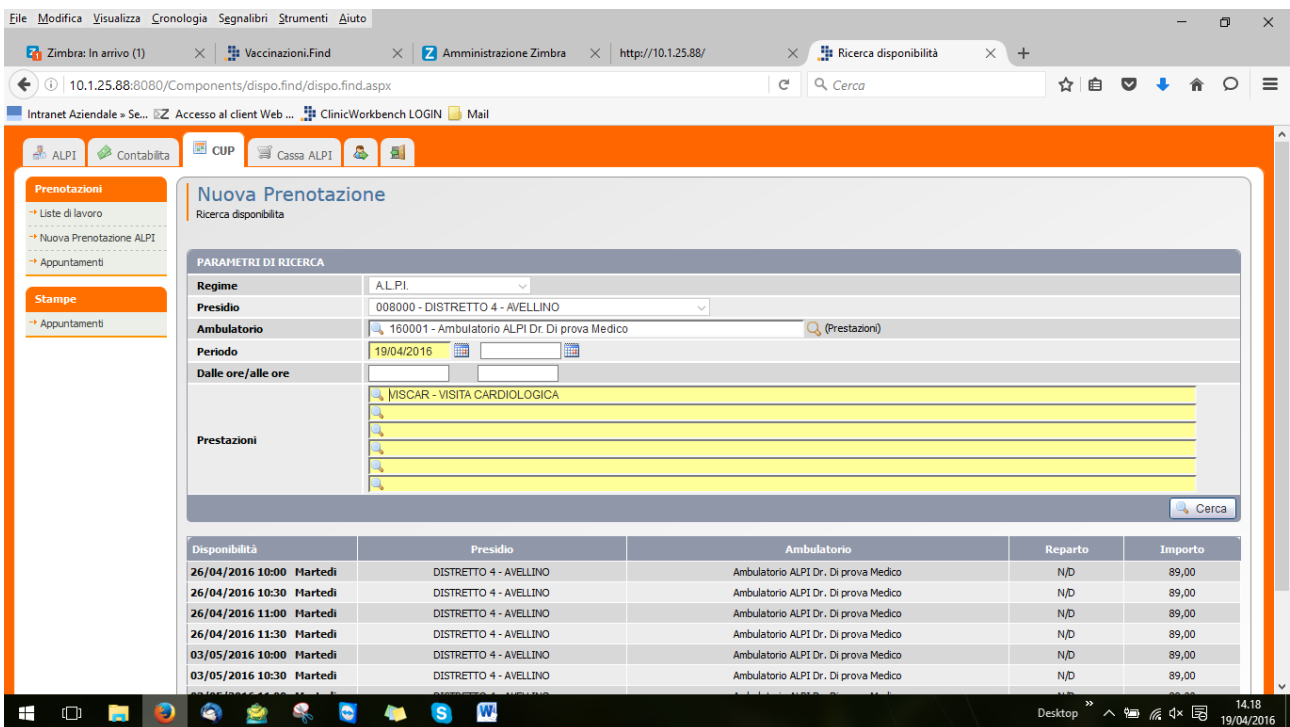 File Modifica Visualizza Cronologia Segnalibri Strumenti Aiuto
Zimbra: In arrivo (1) Vaccinazioni.Find Amministrazione Zimbra http://10.1.25.88/ Ricerca disponibilità
10.1.25.88:8080/Components/dispo.find/dispo.find.aspx Cerca
Intranet Aziendale » Se... Accesso al client Web ... ClinicWorkbench LOGIN Mail
ALPI Contabilita CUP Cassa ALPI
Prenotazioni
Liste di lavoro
Nuova Prenotazione ALPI
Appuntamenti
Stampe
Appuntamenti
Nuova Prenotazione
Ricerca disponibilita
PARAMETRI DI RICERCA
Regime A.L.P.I.
Presidio 008000 - DISTRETTO 4 - AVELLINO
Ambulatorio 160001 - Ambulatorio ALPI Dr. Di prova Medico (Prestazioni)
Periodo 19/04/2016
Dalle ore/alle ore
Prestazioni VISCAR - VISITA CARDIOLOGICA
Cerca
Disponibilità Presidio Ambulatorio Reparto Importo
26/04/2016 10:00 Martedi DISTRETTO 4 - AVELLINO Ambulatorio ALPI Dr. Di prova Medico N/D 89,00
26/04/2016 10:30 Martedi DISTRETTO 4 - AVELLINO Ambulatorio ALPI Dr. Di prova Medico N/D 89,00
26/04/2016 11:00 Martedi DISTRETTO 4 - AVELLINO Ambulatorio ALPI Dr. Di prova Medico N/D 89,00
26/04/2016 11:30 Martedi DISTRETTO 4 - AVELLINO Ambulatorio ALPI Dr. Di prova Medico N/D 89,00
03/05/2016 10:00 Martedi DISTRETTO 4 - AVELLINO Ambulatorio ALPI Dr. Di prova Medico N/D 89,00
03/05/2016 10:30 Martedi DISTRETTO 4 - AVELLINO Ambulatorio ALPI Dr. Di prova Medico N/D 89,00
Desktop 14.18
19/04/2016